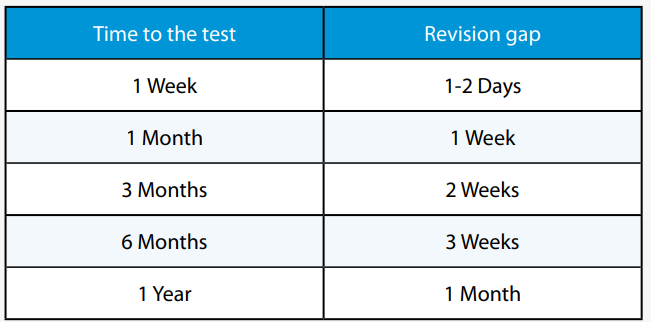 Time to the test Revision gap
1 Week 1-2 Days
1 Month 1 Week
3 Months 2 Weeks
6 Months 3 Weeks
1 Year 1 Month